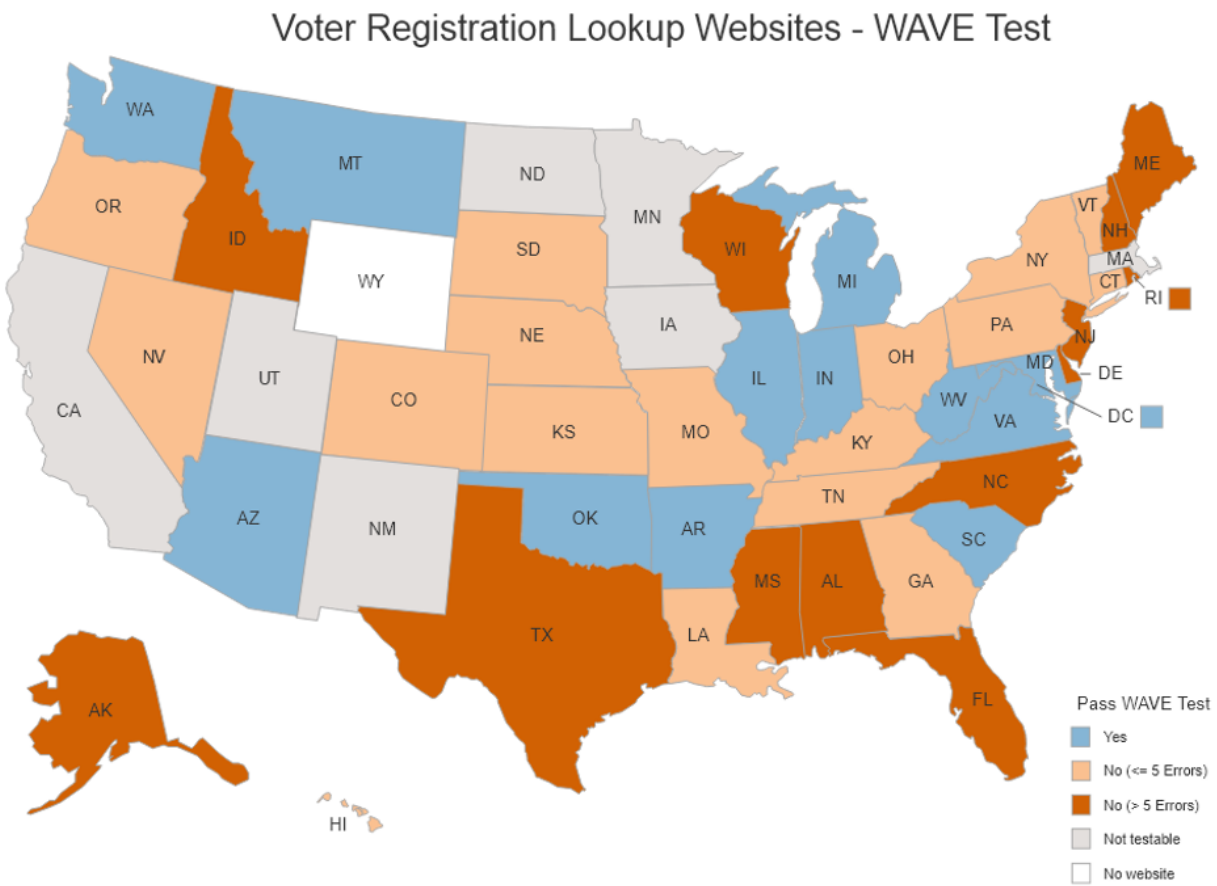 Voter Registration Lookup Websites - WAVE Test
WA
MT
ND
MN
ME
OR
ID
SD
WI
VT
NH
WY
MI
NY
MA
CT
RI
NV
UT
NE
IA
PA
NJ
CA
CO
IL
IN
OH
MD
DE
KS
MO
WV
VA
DC
KY
AZ
NM
OK
AR
TN
NC
SC
TX
LA
MS
AL
GA
FL
AK
HI
Pass WAVE Test
Yes
No (<= 5 Errors)
No (> 5 Errors)
Not testable
No website